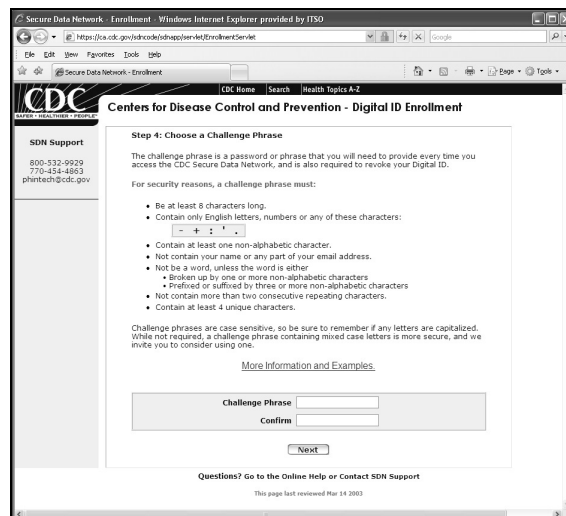 Secure Data Network - Enrollment - Windows Internet Explorer provided by ITSO
https://ca.cdc.gov/sdncode/sdnapp/servlet/EnrollmentServlet
Google
File Edit View Favorites Tools Help
Secure Data Network - Enrollment
Page Tools
CDC Home Search Health Topics A-Z
CDC
SAFER • HEALTHIER • PEOPLE™
Centers for Disease Control and Prevention - Digital ID Enrollment
SDN Support
800-532-9929
770-454-4863
phintech@cdc.gov
Step 4: Choose a Challenge Phrase
The challenge phrase is a password or phrase that you will need to provide every time you
access the CDC Secure Data Network, and is also required to revoke your Digital ID.
For security reasons, a challenge phrase must:
• Be at least 8 characters long.
• Contain only English letters, numbers or any of these characters:
- + : ' .
• Contain at least one non-alphabetic character.
• Not contain your name or any part of your email address.
• Not be a word, unless the word is either
• Broken up by one or more non-alphabetic characters
• Prefixed or suffixed by three or more non-alphabetic characters
• Not contain more than two consecutive repeating characters.
• Contain at least 4 unique characters.
Challenge phrases are case sensitive, so be sure to remember if any letters are capitalized.
While not required, a challenge phrase containing mixed case letters is more secure, and we
invite you to consider using one.
More Information and Examples.
Challenge Phrase
Confirm
Next
Questions? Go to the Online Help or Contact SDN Support
This page last reviewed Mar 14 2003